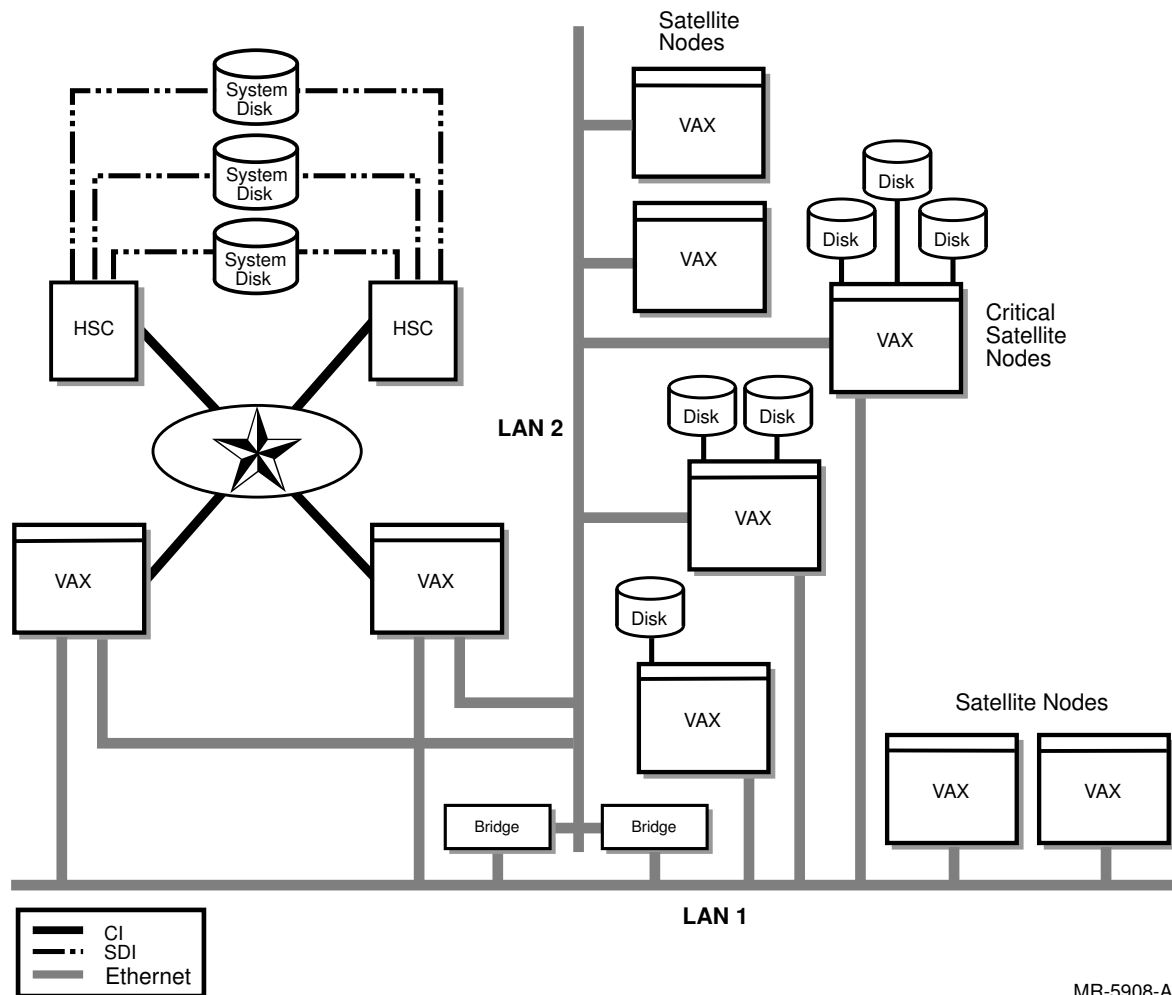 Satellite
Nodes
System
Disk
VAX
System
Disk
Disk
Disk
Disk
System
Disk
VAX
HSC
HSC
VAX
Critical
Satellite
Nodes
Disk
Disk
LAN 2
VAX
VAX
VAX
Disk
Satellite Nodes
VAX
VAX
VAX
Bridge
Bridge
LAN 1
CI
SDI
Ethernet
MR-5908-A